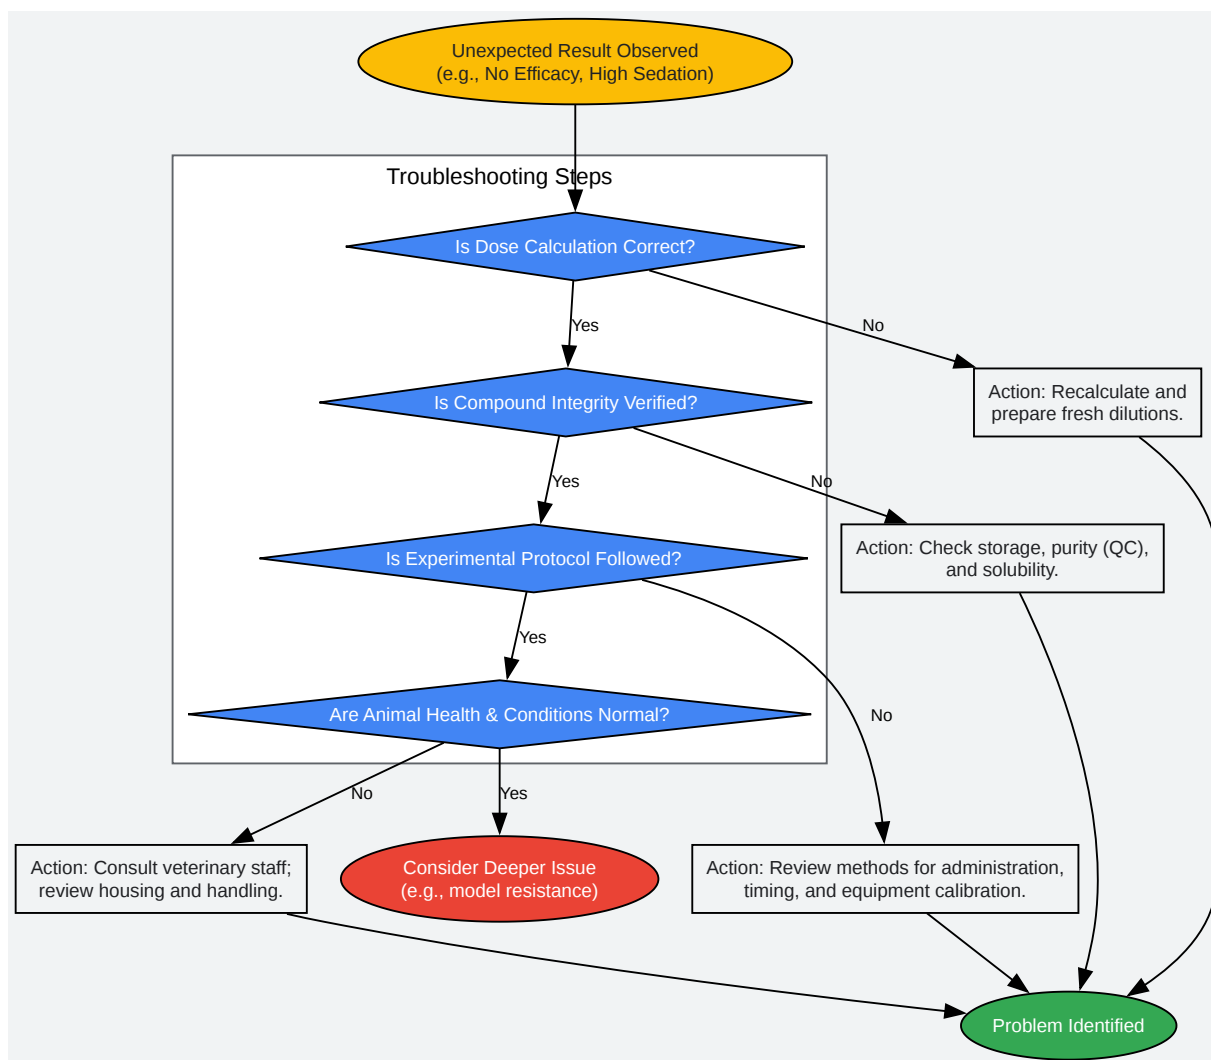 Unexpected Result Observed
(e.g., No Efficacy, High Sedation)
Troubleshooting Steps
Is Dose Calculation Correct?
Yes
No
Action: Recalculate and
prepare fresh dilutions.
Is Compound Integrity Verified?
Yes
No
Action: Check storage, purity (QC),
and solubility.
Is Experimental Protocol Followed?
Yes
No
Are Animal Health & Conditions Normal?
No
Yes
Action: Consult veterinary staff;
review housing and handling.
Consider Deeper Issue
(e.g., model resistance)
Action: Review methods for administration,
timing, and equipment calibration.
Problem Identified